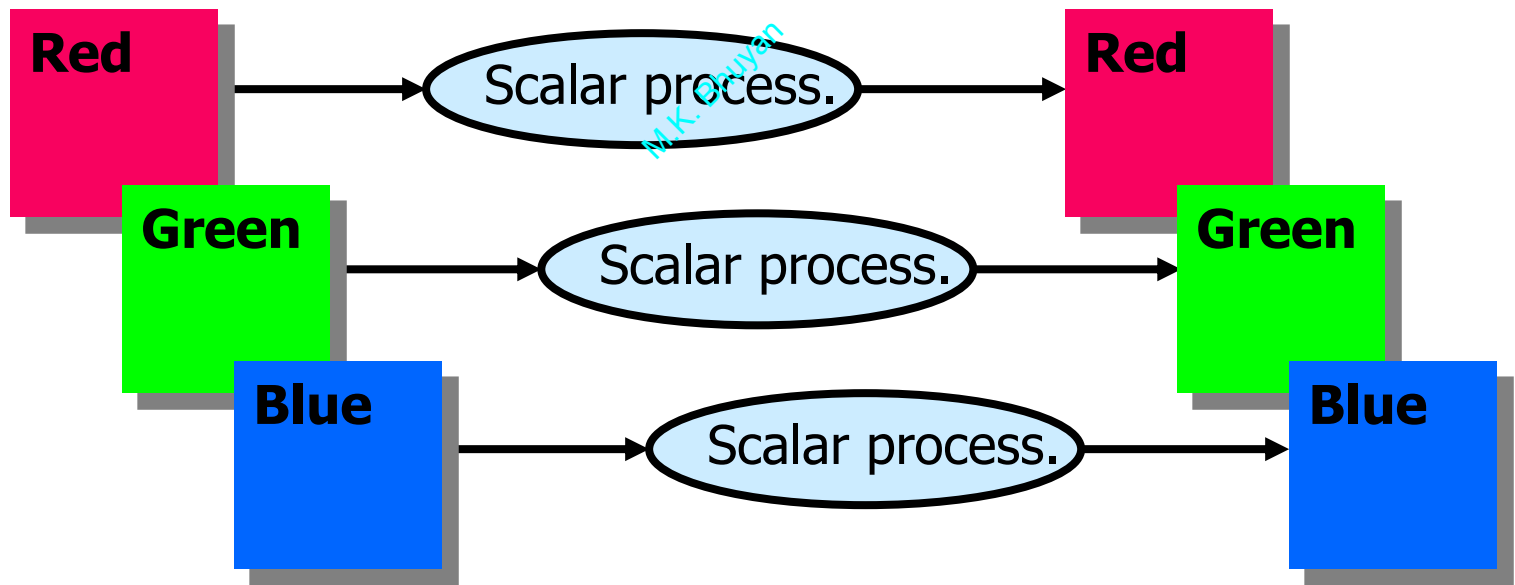 Red
Scalar process.
Red
M.K. Bhuyan
Green
Scalar process.
Green
Blue
Scalar process.
Blue